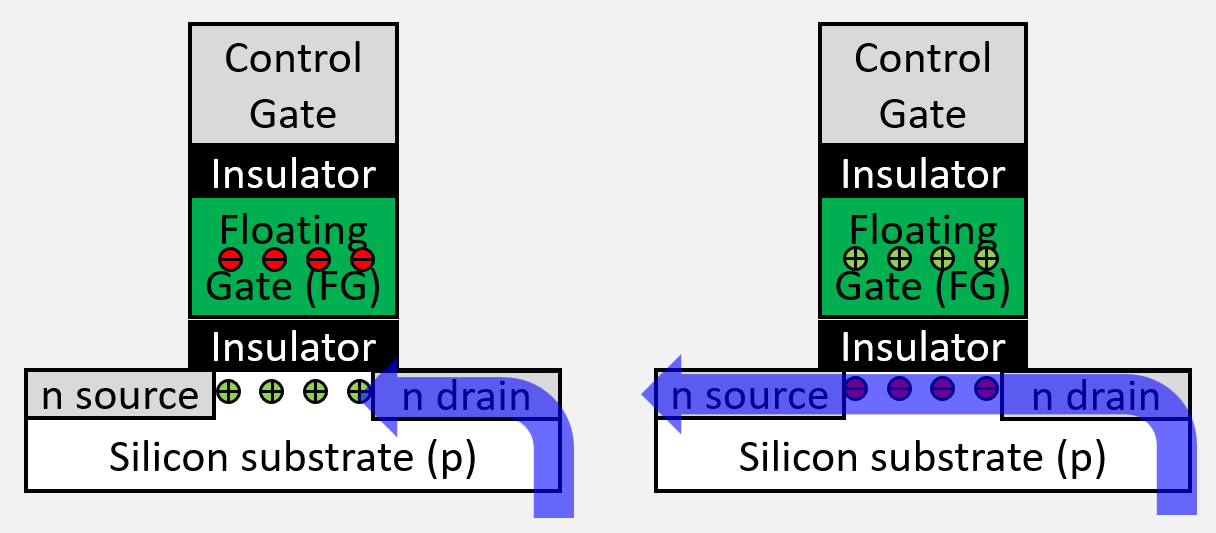 Control
Gate
Insulator
Floating
Gate (FG)
Insulator
n source
n drain
Silicon substrate (p)
Control
Gate
Insulator
Floating
Gate (FG)
Insulator
n source
n drain
Silicon substrate (p)